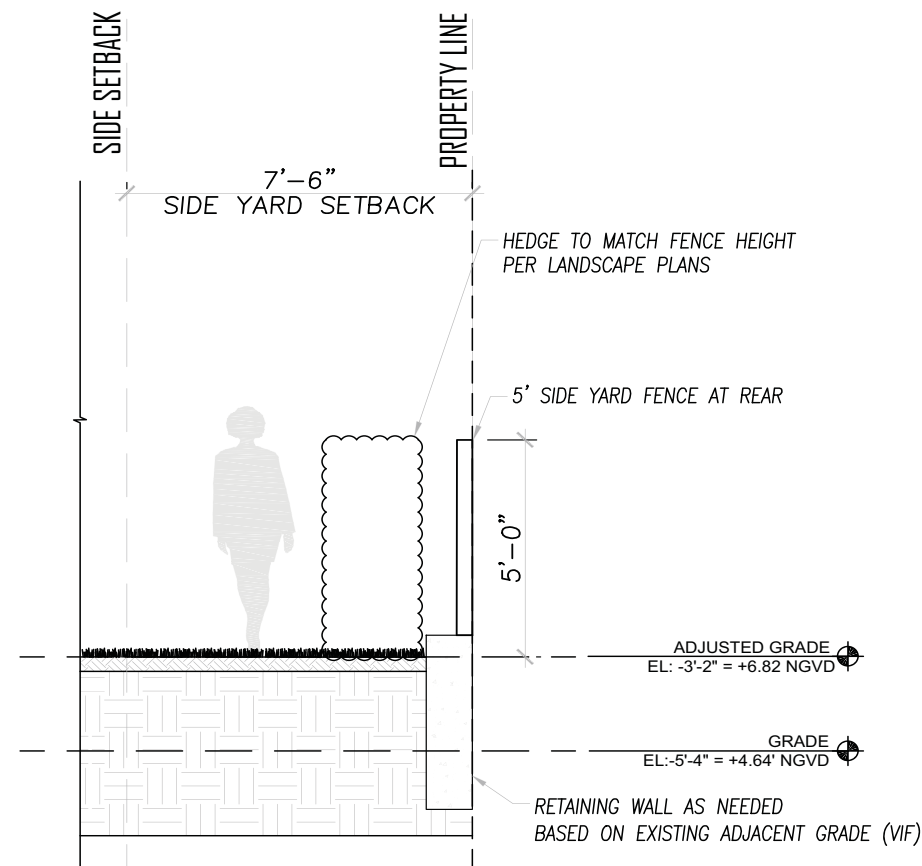 SIDE SETBACK
PROPERTY LINE
7'-6"
SIDE YARD SETBACK
HEDGE TO MATCH FENCE HEIGHT
PER LANDSCAPE PLANS
5' SIDE YARD FENCE AT REAR
5'-0"
ADJUSTED GRADE
EL: -3'-2" = +6.82 NGVD
GRADE
EL:-5'-4" = +4.64' NGVD
RETAINING WALL AS NEEDED
BASED ON EXISTING ADJACENT GRADE (VIF)